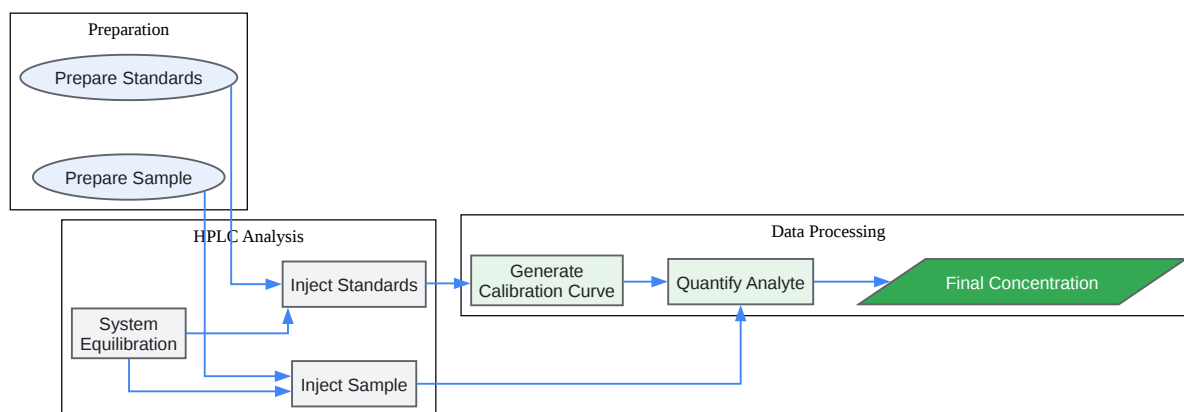 Preparation
Prepare Standards
Prepare Sample
HPLC Analysis
Inject Standards
System
Equilibration
Inject Sample
Data Processing
Generate
Calibration Curve
Quantify Analyte
Final Concentration